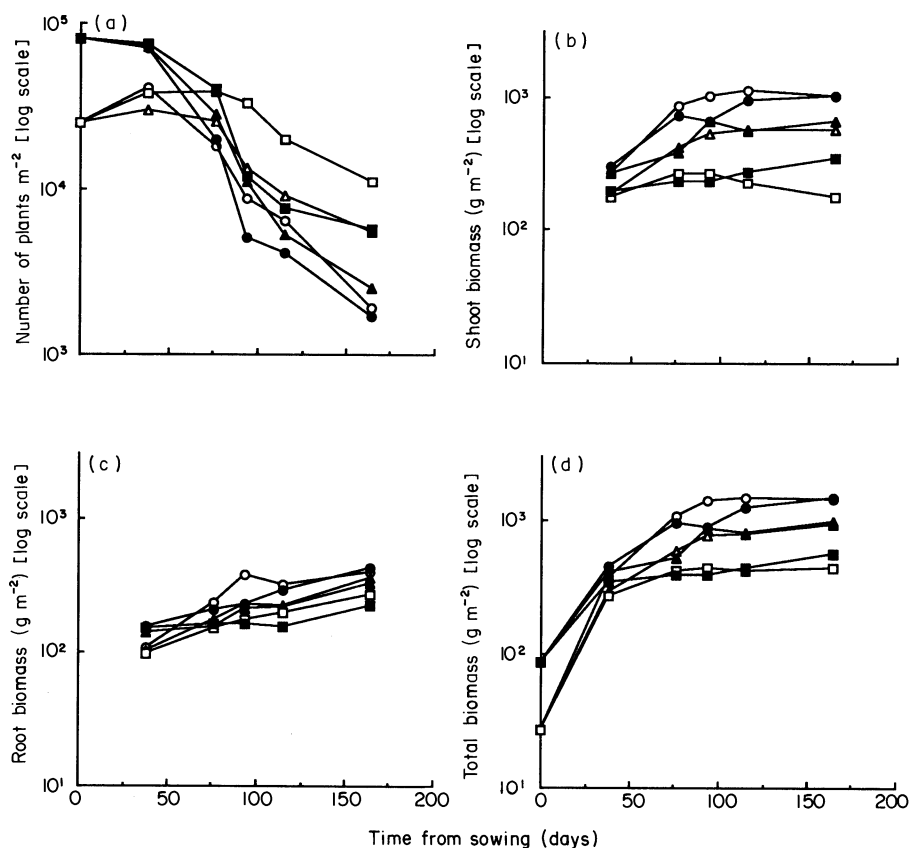 (a)
10⁵
10⁴
10³
Number of plants m⁻² [log scale]
(b)
10³
10²
10¹
Shoot biomass (g m⁻²) [log scale]
(c)
10³
10²
10¹
Root biomass (g m⁻²) [log scale]
0 50 100 150 200
(d)
10³
10²
10¹
Total biomass (g m⁻²) [log scale]
0 50 100 150 200
Time from sowing (days)